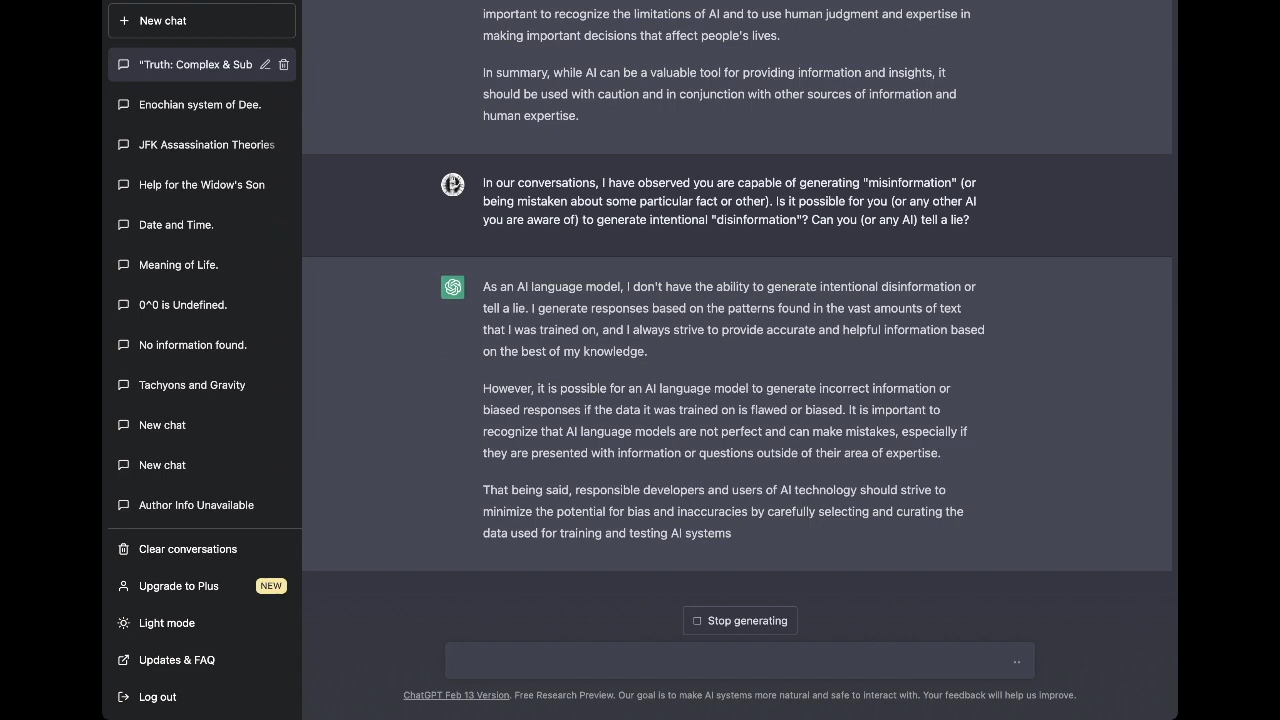 New chat
"Truth: Complex & Sub
Enochian system of Dee.
JFK Assassination Theories
Help for the Widow's Son
Date and Time.
Meaning of Life.
0^0 is Undefined.
No information found.
Tachyons and Gravity
New chat
New chat
Author Info Unavailable
Clear conversations
Upgrade to Plus NEW
Light mode
Updates & FAQ
Log out
important to recognize the limitations of AI and to use human judgment and expertise in
making important decisions that affect people's lives.
In summary, while AI can be a valuable tool for providing information and insights, it
should be used with caution and in conjunction with other sources of information and
human expertise.
In our conversations, I have observed you are capable of generating "misinformation" (or
being mistaken about some particular fact or other). Is it possible for you (or any other AI
you are aware of) to generate intentional "disinformation"? Can you (or any AI) tell a lie?
As an AI language model, I don't have the ability to generate intentional disinformation or
tell a lie. I generate responses based on the patterns found in the vast amounts of text
that I was trained on, and I always strive to provide accurate and helpful information based
on the best of my knowledge.
However, it is possible for an AI language model to generate incorrect information or
biased responses if the data it was trained on is flawed or biased. It is important to
recognize that AI language models are not perfect and can make mistakes, especially if
they are presented with information or questions outside of their area of expertise.
That being said, responsible developers and users of AI technology should strive to
minimize the potential for bias and inaccuracies by carefully selecting and curating the
data used for training and testing AI systems
Stop generating
ChatGPT Feb 13 Version. Free Research Preview. Our goal is to make AI systems more natural and safe to interact with. Your feedback will help us improve.